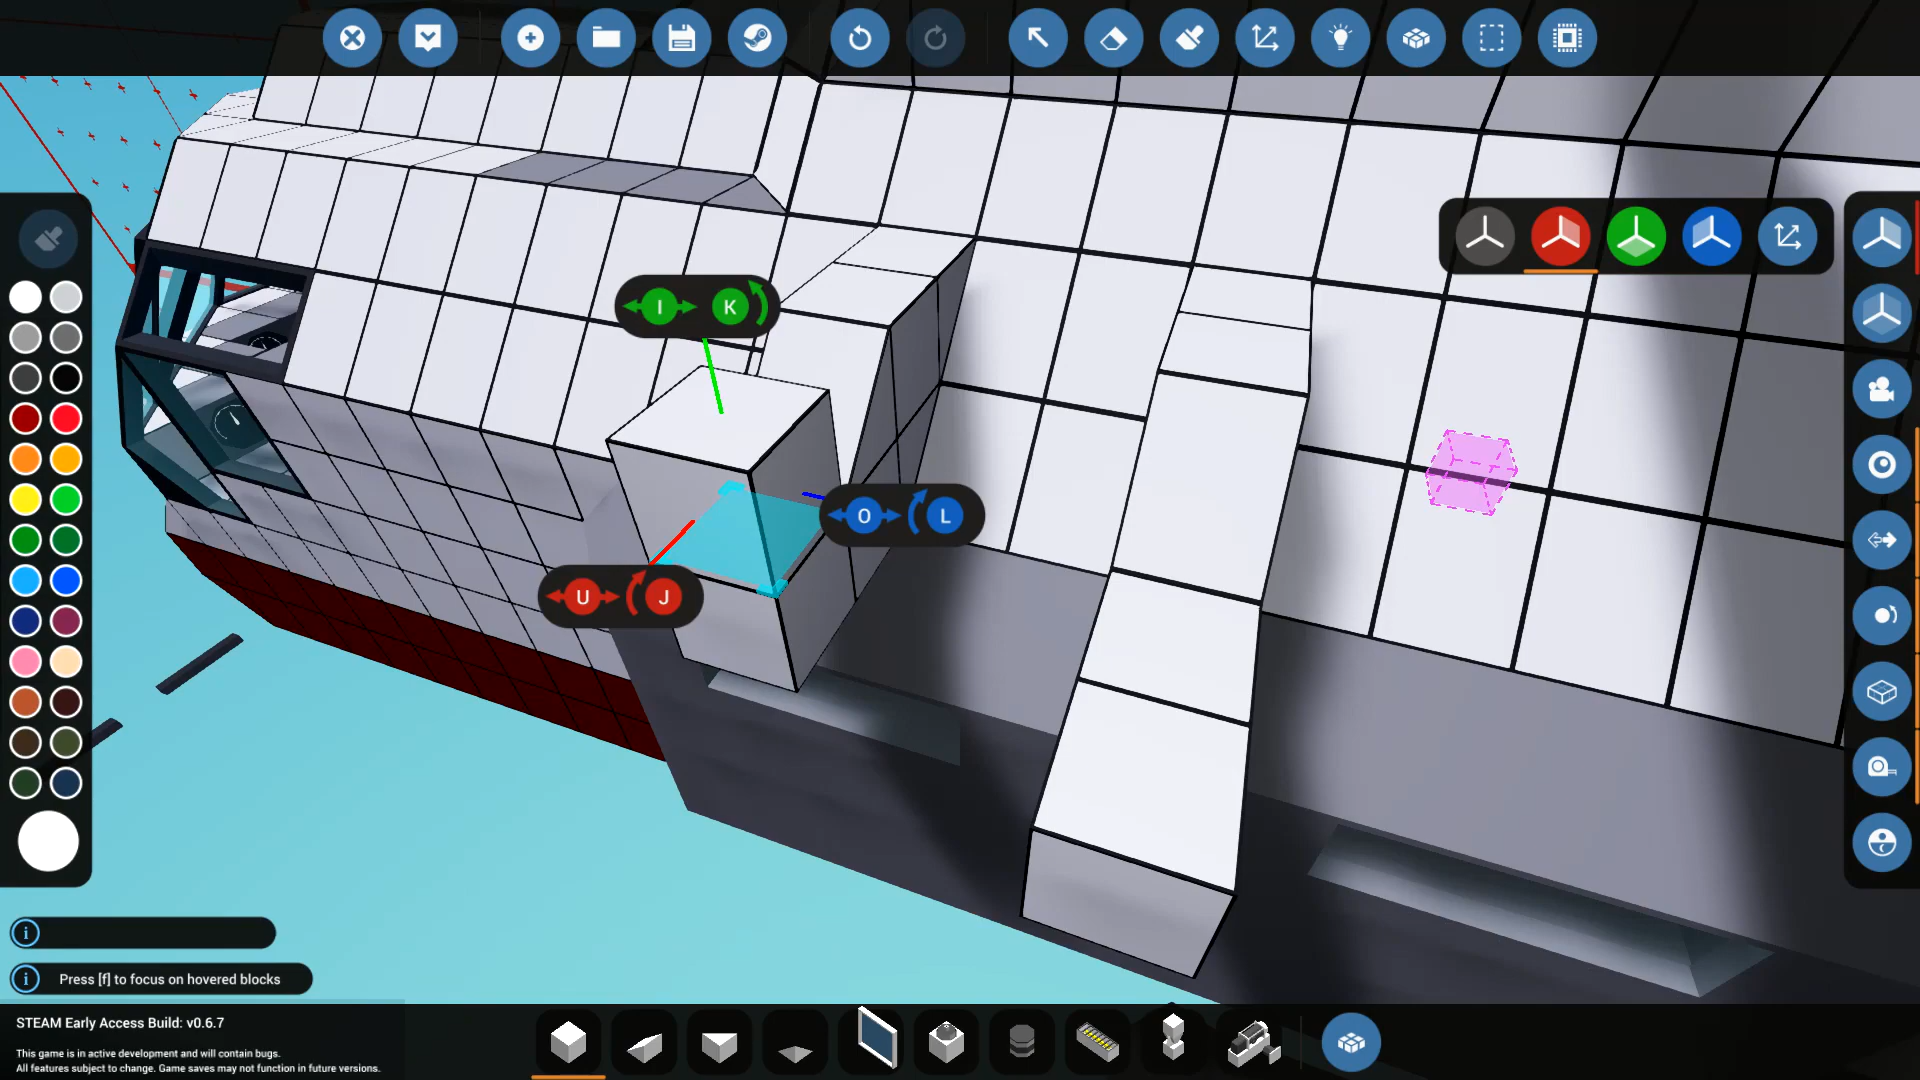 I K
O L
U J
Press [f] to focus on hovered blocks
STEAM Early Access Build: v0.6.7
This game is in active development and will contain bugs.
All features subject to change. Game saves may not function in future versions.